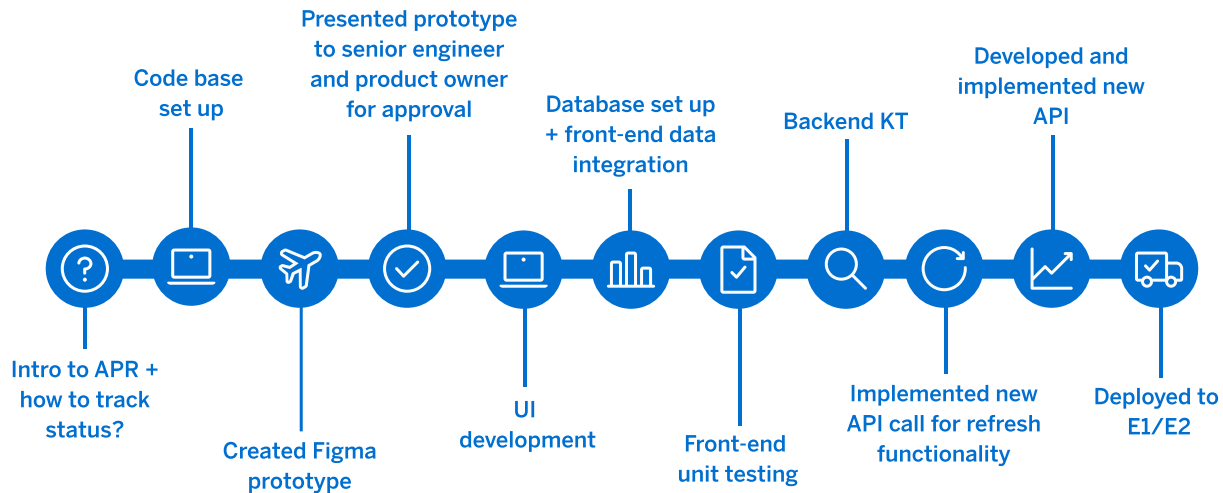 Intro to APR +
how to track
status?
Code base
set up
Created Figma
prototype
Presented prototype
to senior engineer
and product owner
for approval
UI
development
Database set up
+ front-end data
integration
Front-end
unit testing
Backend KT
Implemented new
API call for refresh
functionality
Developed and
implemented new
API
Deployed to
E1/E2